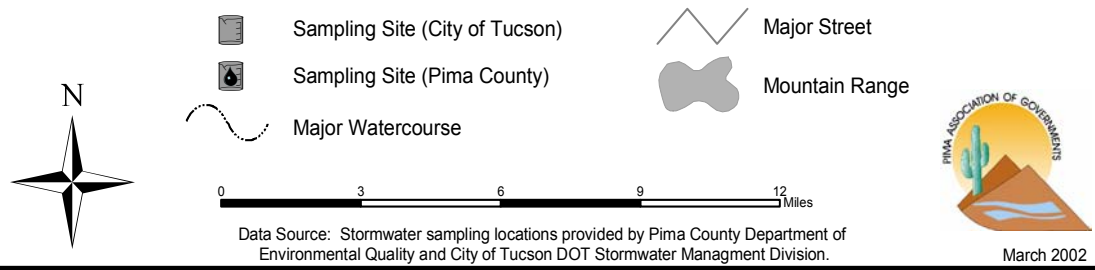 Sampling Site (City of Tucson)
Major Street
Sampling Site (Pima County)
Mountain Range
Major Watercourse
N
PIMA ASSOCIATION OF GOVERNMENTS
0 3 6 9 12
Miles
Data Source: Stormwater sampling locations provided by Pima County Department of
Environmental Quality and City of Tucson DOT Stormwater Managment Division.
March 2002